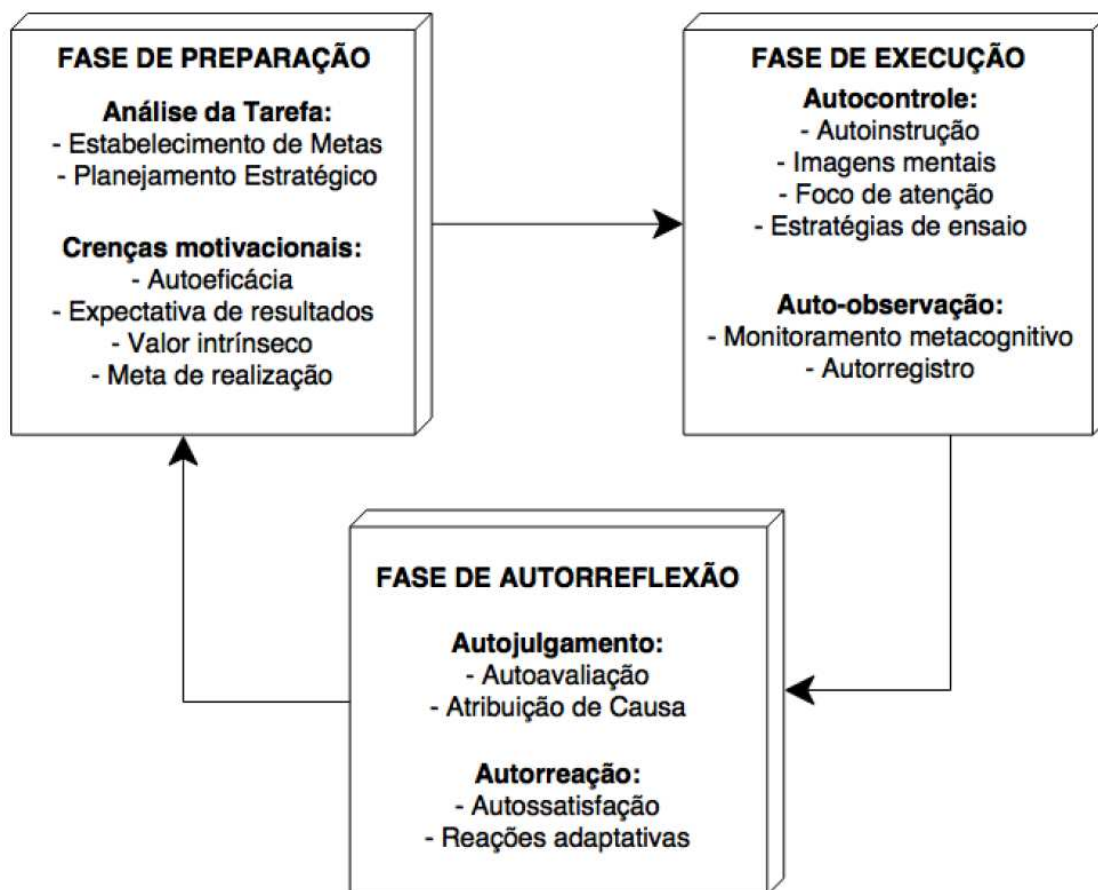 FASE DE PREPARAÇÃO
Análise da Tarefa:
- Estabelecimento de Metas
- Planejamento Estratégico
Crenças motivacionais:
- Autoeficácia
- Expectativa de resultados
- Valor intrínseco
- Meta de realização
FASE DE EXECUÇÃO
Autocontrole:
- Autoinstrução
- Imagens mentais
- Foco de atenção
- Estratégias de ensaio
Auto-observação:
- Monitoramento metacognitivo
- Autorregistro
FASE DE AUTORREFLEXÃO
Autojulgamento:
- Autoavaliação
- Atribuição de Causa
Autorreação:
- Autossatisfação
- Reações adaptativas